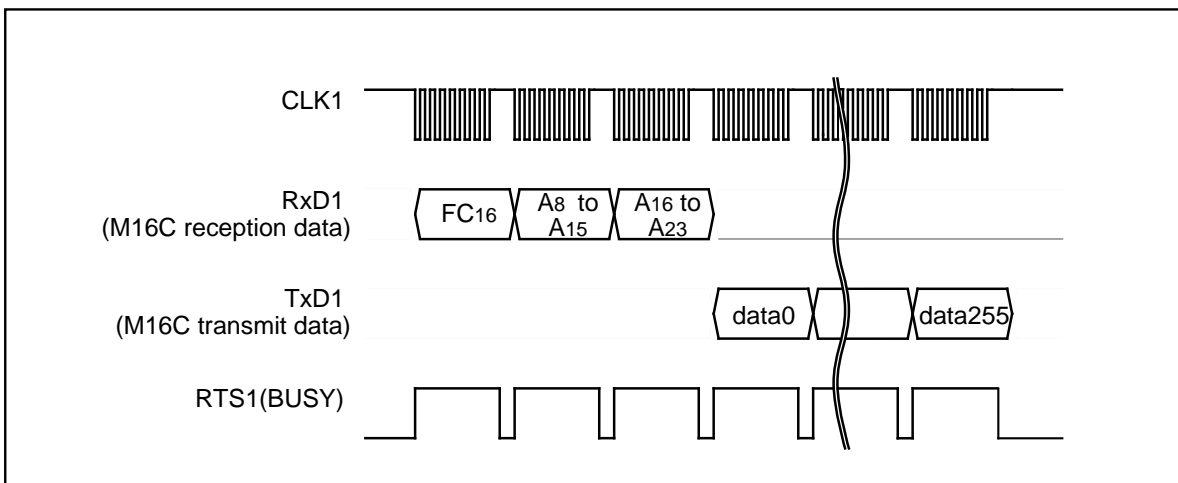 CLK1
RxD1
(M16C reception data)
FC16
A8 to
A15
A16 to
A23
TxD1
(M16C transmit data)
data0
data255
RTS1(BUSY)